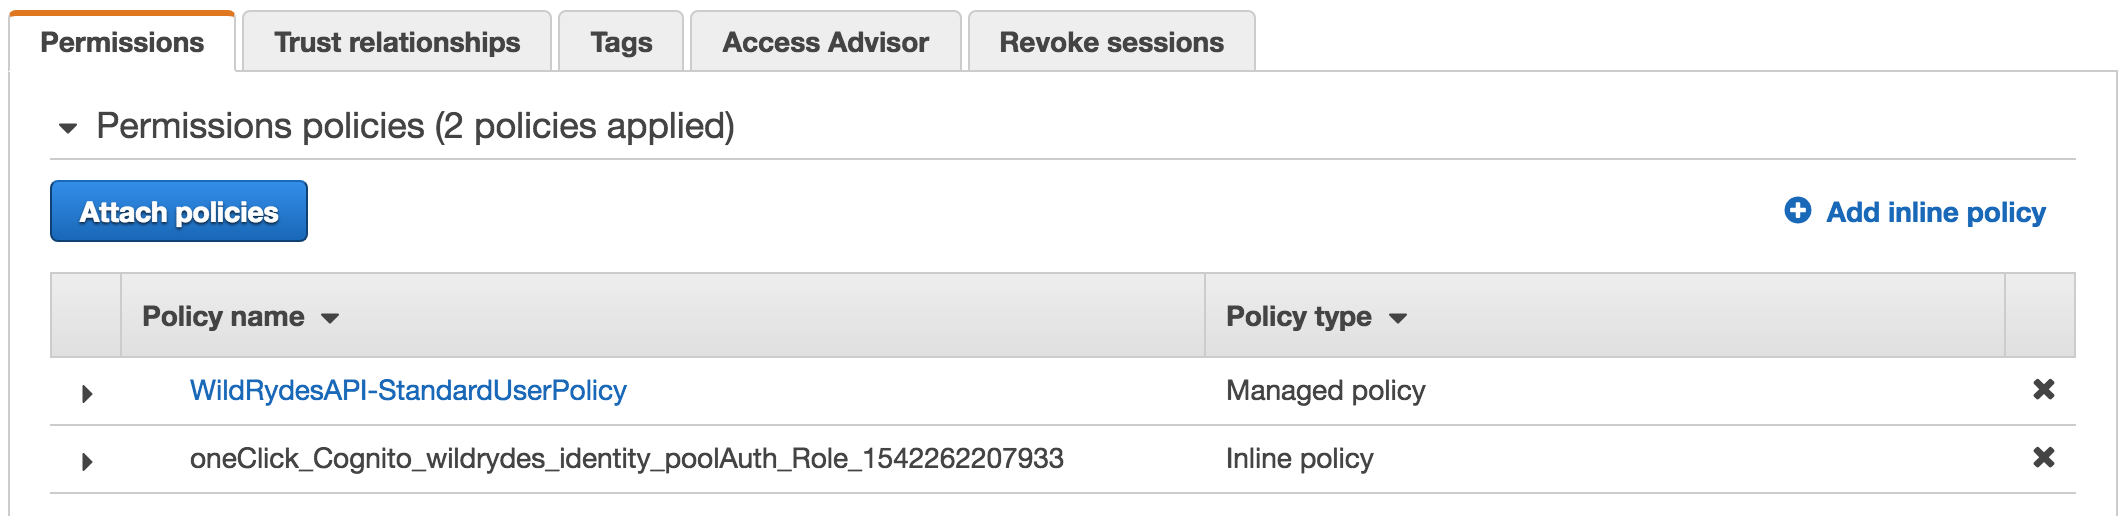 Permissions Trust relationships Tags Access Advisor Revoke sessions
Permissions policies (2 policies applied)
Attach policies Add inline policy
Policy name Policy type
WildRydesAPI-StandardUserPolicy Managed policy
oneClick_Cognito_wildrydes_identity_poolAuth_Role_1542262207933 Inline policy